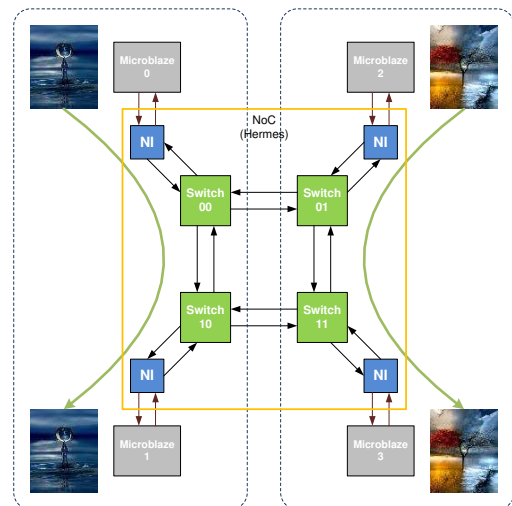 Microblaze
0
Microblaze
2
NoC
(Hermes)
NI
NI
Switch
00
Switch
01
Switch
10
Switch
11
NI
NI
Microblaze
1
Microblaze
3